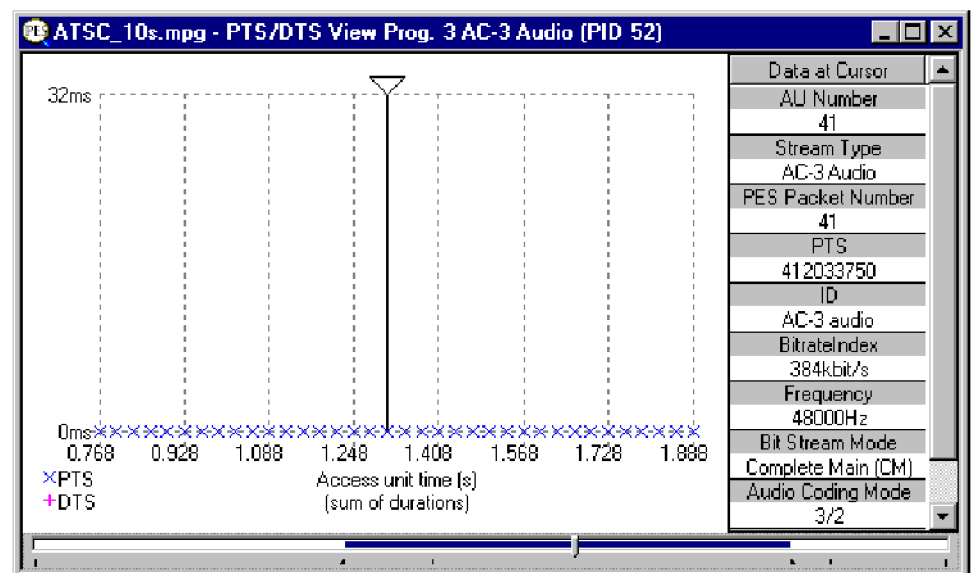 ATSC_10s.mpg - PTS/DTS View Prog. 3 AC-3 Audio (PID 52)
32ms
0ms
0.768 0.928 1.088 1.248 1.408 1.568 1.728 1.888
×PTS
+DTS
Access unit time (s)
(sum of durations)
Data at Cursor
AU Number
41
Stream Type
AC-3 Audio
PES Packet Number
41
PTS
412033750
ID
AC-3 audio
BitrateIndex
384kbit/s
Frequency
48000Hz
Bit Stream Mode
Complete Main (CM)
Audio Coding Mode
3/2